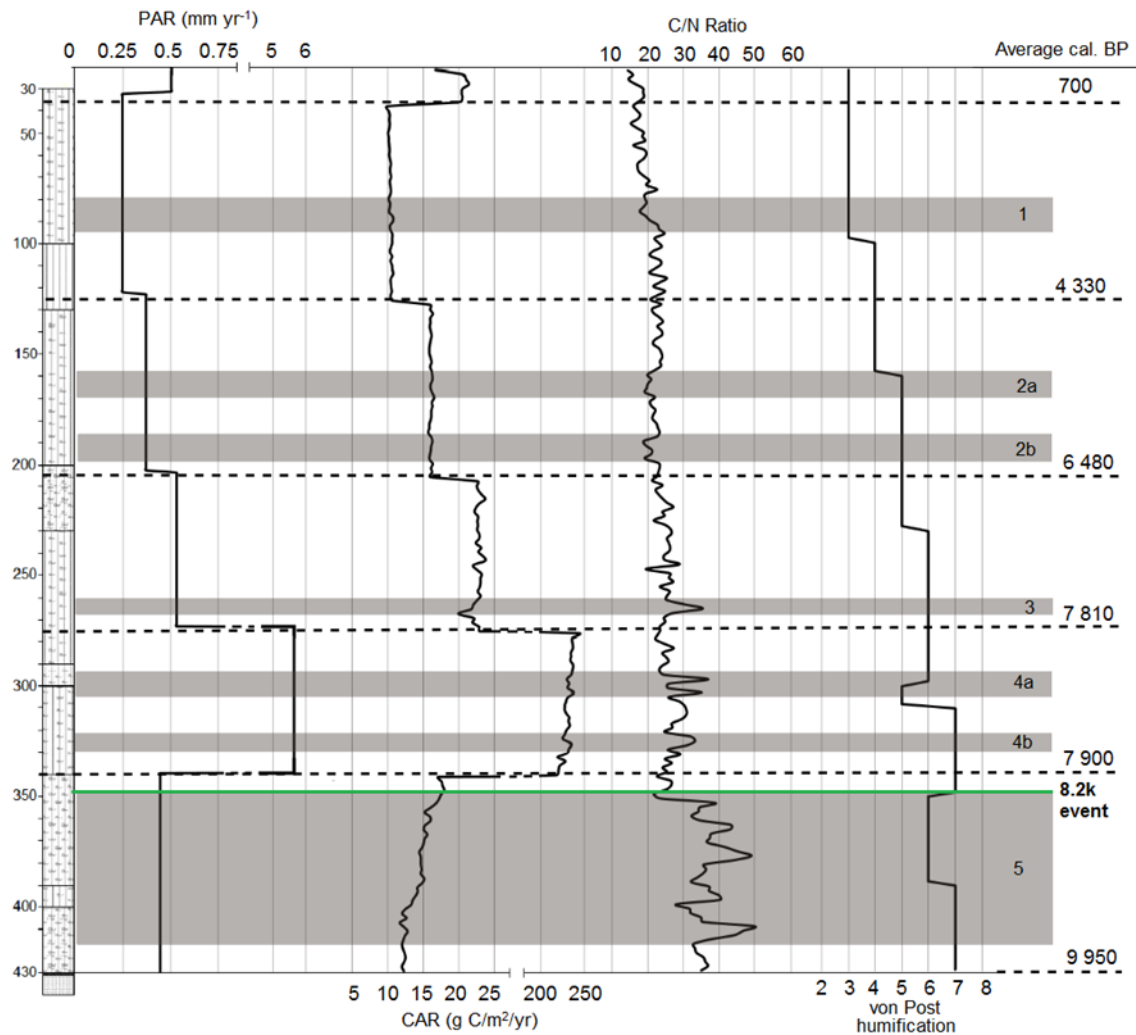 PAR (mm yr-1)
C/N Ratio
0 0.25 0.5 0.75 5 6
10 20 30 40 50 60
Average cal. BP
700
30
50
1
100
4 330
150
2a
2b
200
6 480
250
3
7 810
300
4a
4b
7 900
350
8.2k
event
5
400
9 950
430
5 10 15 20 25 200 250
2 3 4 5 6 7 8
CAR (g C/m²/yr)
von Post
humification